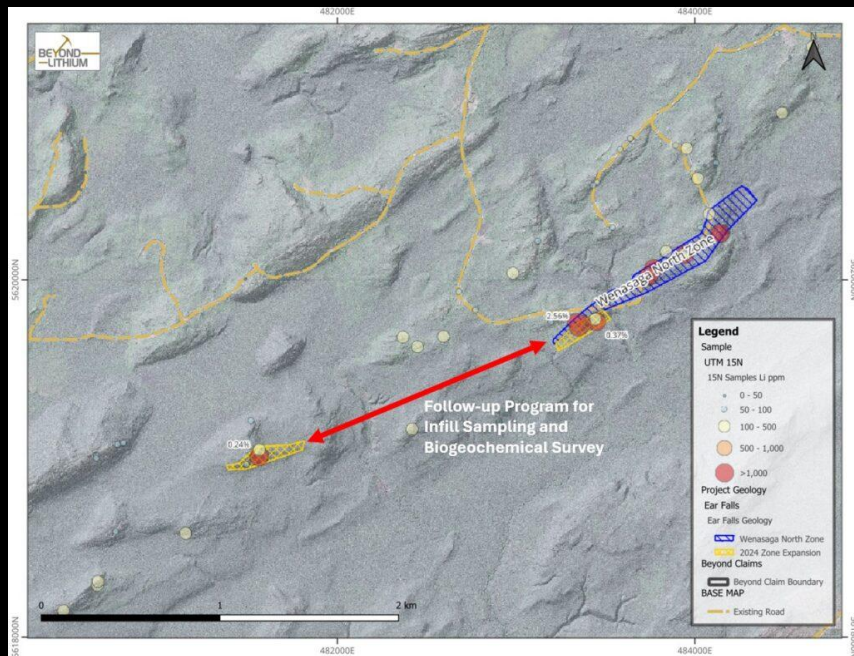 482000E
484000E
BEYOND
LITHIUM
N
5620000N
5620000N
Wenasaga North Zone
2.56%
0.37%
Follow-up Program for
Infill Sampling and
Biogeochemical Survey
0.24%
Legend
Sample
UTM 15N
15N Samples Li ppm
0 - 50
50 - 100
100 - 500
500 - 1,000
>1,000
Project Geology
Ear Falls
Ear Falls Geology
Wenasaga North Zone
2024 Zone Expansion
Beyond Claims
Beyond Claim Boundary
BASE MAP
Existing Road
0
1
2 km
5618000N
5618000N
482000E
484000E